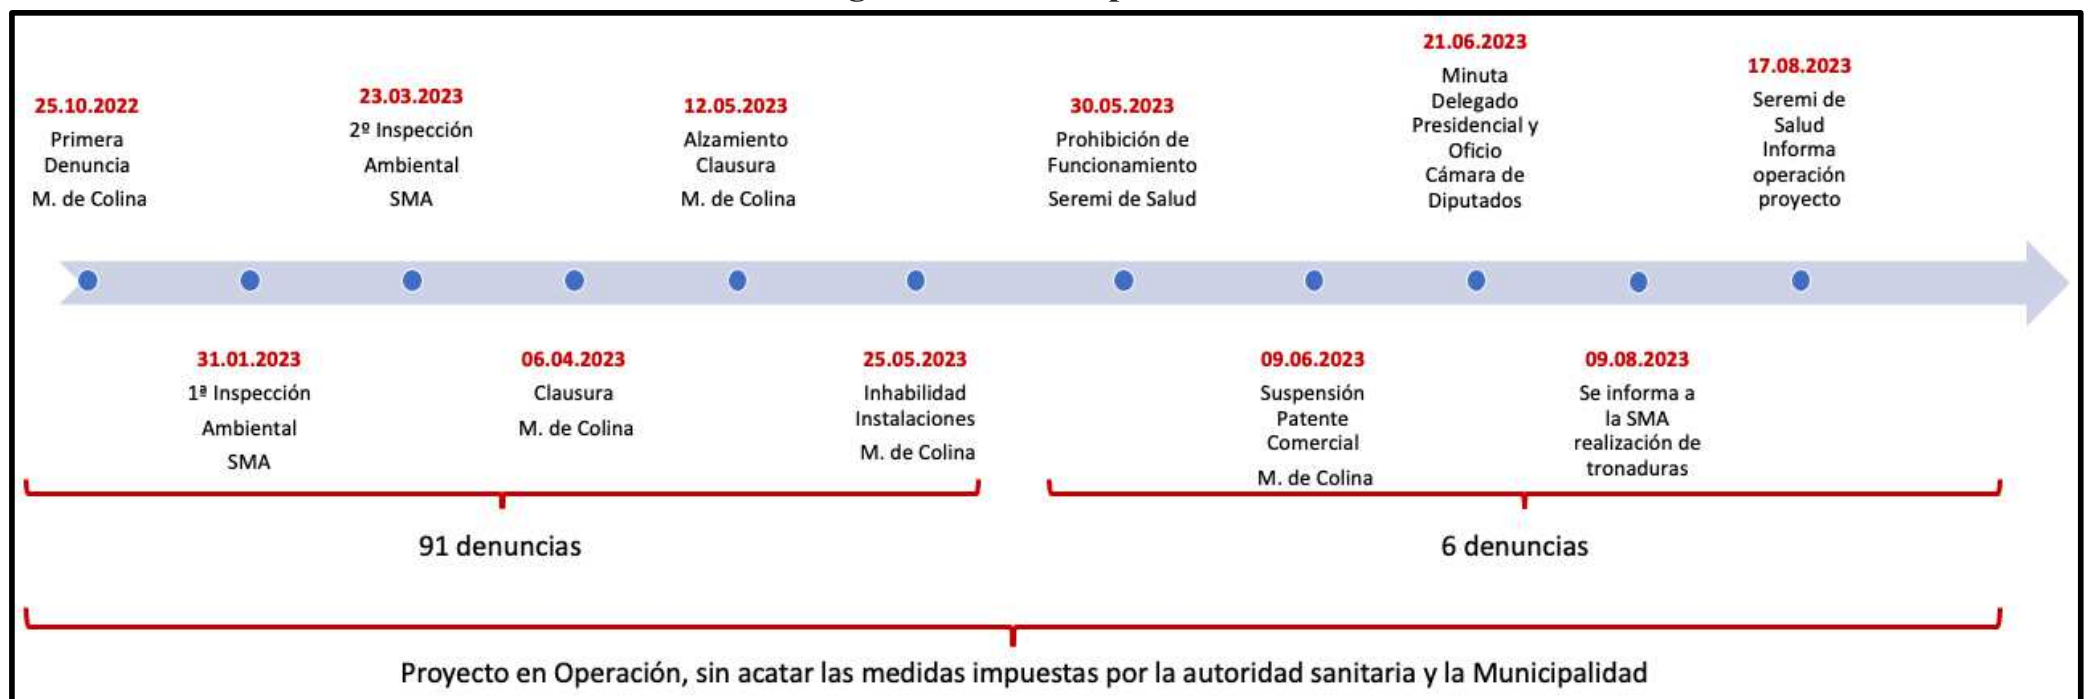 25.10.2022
Primera
Denuncia
M. de Colina
23.03.2023
2º Inspección
Ambiental
SMA
12.05.2023
Alzamiento
Clausura
M. de Colina
30.05.2023
Prohibición de
Funcionamiento
Seremi de Salud
21.06.2023
Minuta
Delegado
Presidencial y
Oficio
Cámara de
Diputados
17.08.2023
Seremi de
Salud
Informa
operación
proyecto
31.01.2023
1ª Inspección
Ambiental
SMA
06.04.2023
Clausura
M. de Colina
25.05.2023
Inhabilidad
Instalaciones
M. de Colina
09.06.2023
Suspensión
Patente
Comercial
M. de Colina
09.08.2023
Se informa a
la SMA
realización de
tronaduras
91 denuncias
6 denuncias
Proyecto en Operación, sin acatar las medidas impuestas por la autoridad sanitaria y la Municipalidad